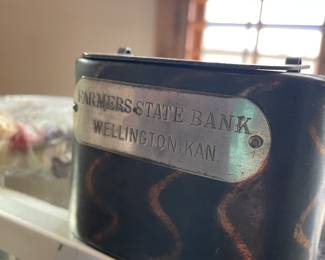 FARMERS STATE BANK
WELLINGTON, KAN.